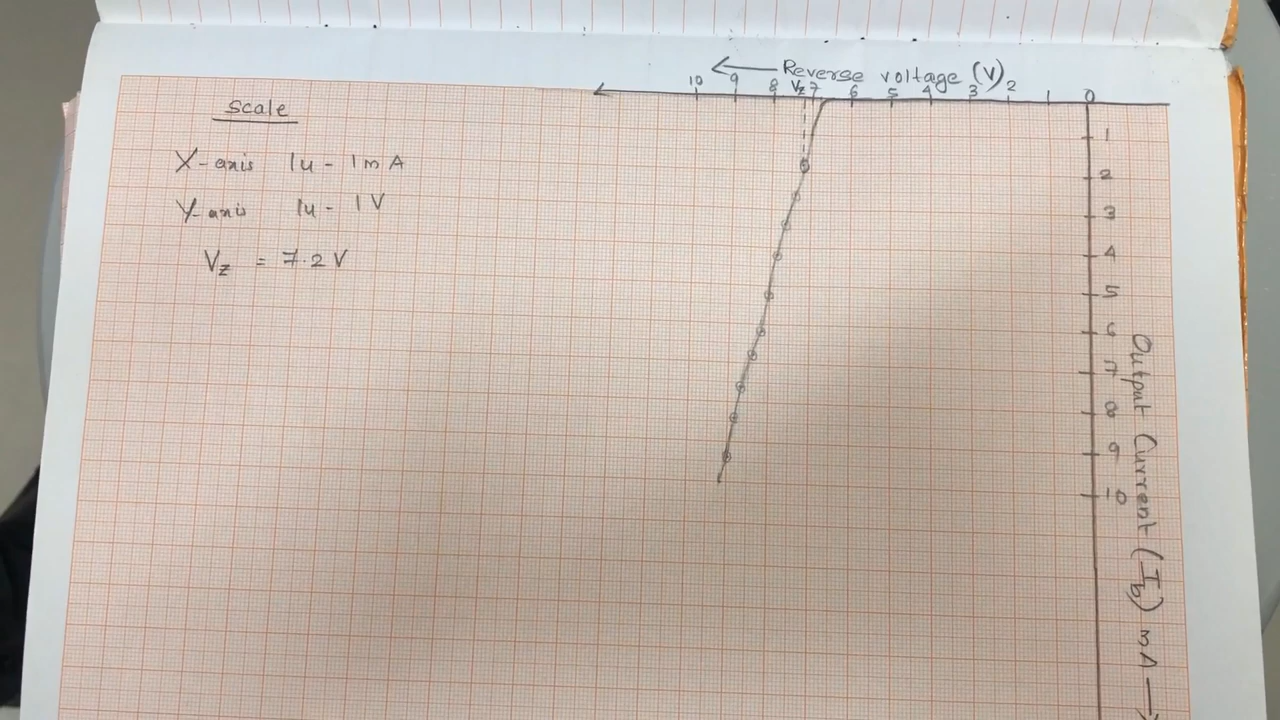 Reverse voltage (V)
10 9 8 Vz 7 6 5 4 3 2 1 0
Scale
X-axis 1u - 1mA
Y-axis 1u - 1V
Vz = 7.2V
1
2
3
4
5
6
7
8
9
10
Output Current (Ib) mA